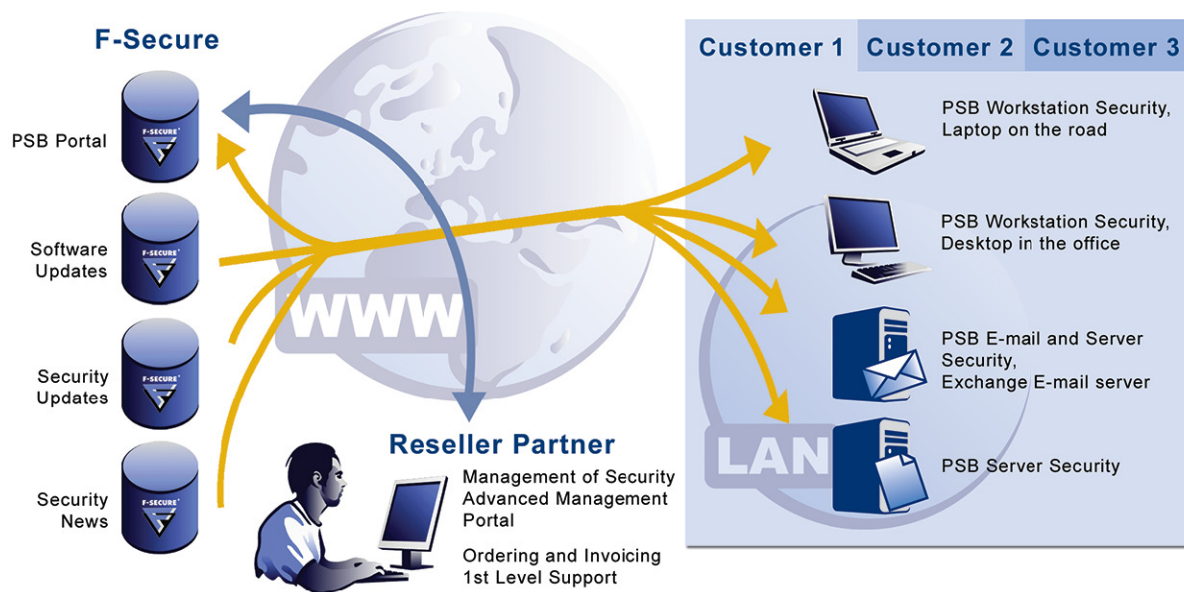 F-Secure
PSB Portal
F-SECURE
Software
Updates
F-SECURE
Security
Updates
F-SECURE
Security
News
F-SECURE
WWW
Reseller Partner
Management of Security
Advanced Management
Portal
Ordering and Invoicing
1st Level Support
Customer 1
Customer 2
Customer 3
PSB Workstation Security,
Laptop on the road
PSB Workstation Security,
Desktop in the office
PSB E-mail and Server
Security,
Exchange E-mail server
LAN
PSB Server Security